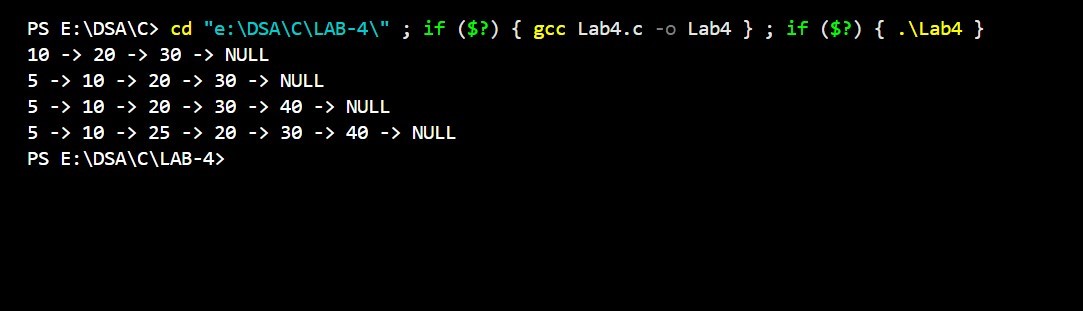 PS E:\DSA\C> cd "e:\DSA\C\LAB-4\" ; if ($?) { gcc Lab4.c -o Lab4 } ; if ($?) { .\Lab4 }
10 -> 20 -> 30 -> NULL
5 -> 10 -> 20 -> 30 -> NULL
5 -> 10 -> 20 -> 30 -> 40 -> NULL
5 -> 10 -> 25 -> 20 -> 30 -> 40 -> NULL
PS E:\DSA\C\LAB-4>